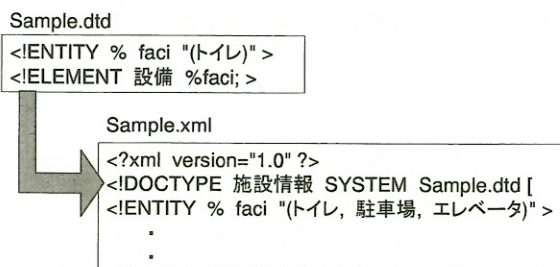 Sample.dtd
<!ENTITY % faci "(トイレ)" >
<!ELEMENT 設備 %faci; >
Sample.xml
<?xml version="1.0" ?>
<!DOCTYPE 施設情報 SYSTEM Sample.dtd [
<!ENTITY % faci "(トイレ, 駐車場, エレベータ)" >
.
.